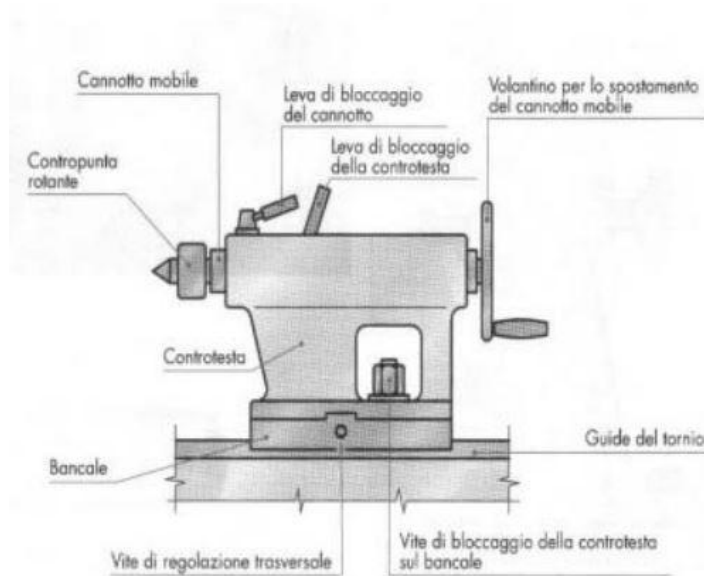 Cannotto mobile
Leva di bloccaggio
del cannotto
Volantino per lo spostamento
del cannotto mobile
Leva di bloccaggio
della controtesta
Contropunta
rotante
Controtesta
Guide del tornio
Bancale
Vite di regolazione trasversale
Vite di bloccaggio della controtesta
sul bancale